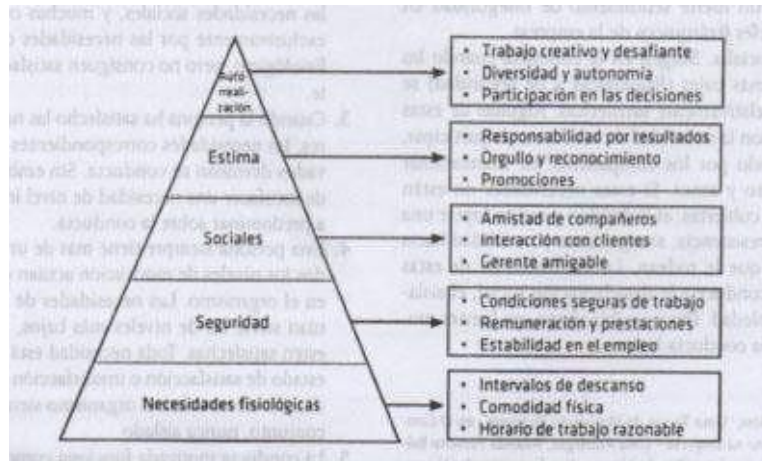 Auto
rreali-
zación
• Trabajo creativo y desafiante
• Diversidad y autonomía
• Participación en las decisiones
Estima
• Responsabilidad por resultados
• Orgullo y reconocimiento
• Promociones
Sociales
• Amistad de compañeros
• Interacción con clientes
• Gerente amigable
Seguridad
• Condiciones seguras de trabajo
• Remuneración y prestaciones
• Estabilidad en el empleo
Necesidades fisiológicas
• Intervalos de descanso
• Comodidad física
• Horario de trabajo razonable